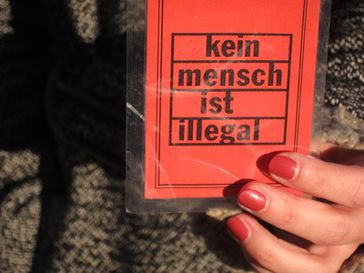 kein
mensch
ist
illegal